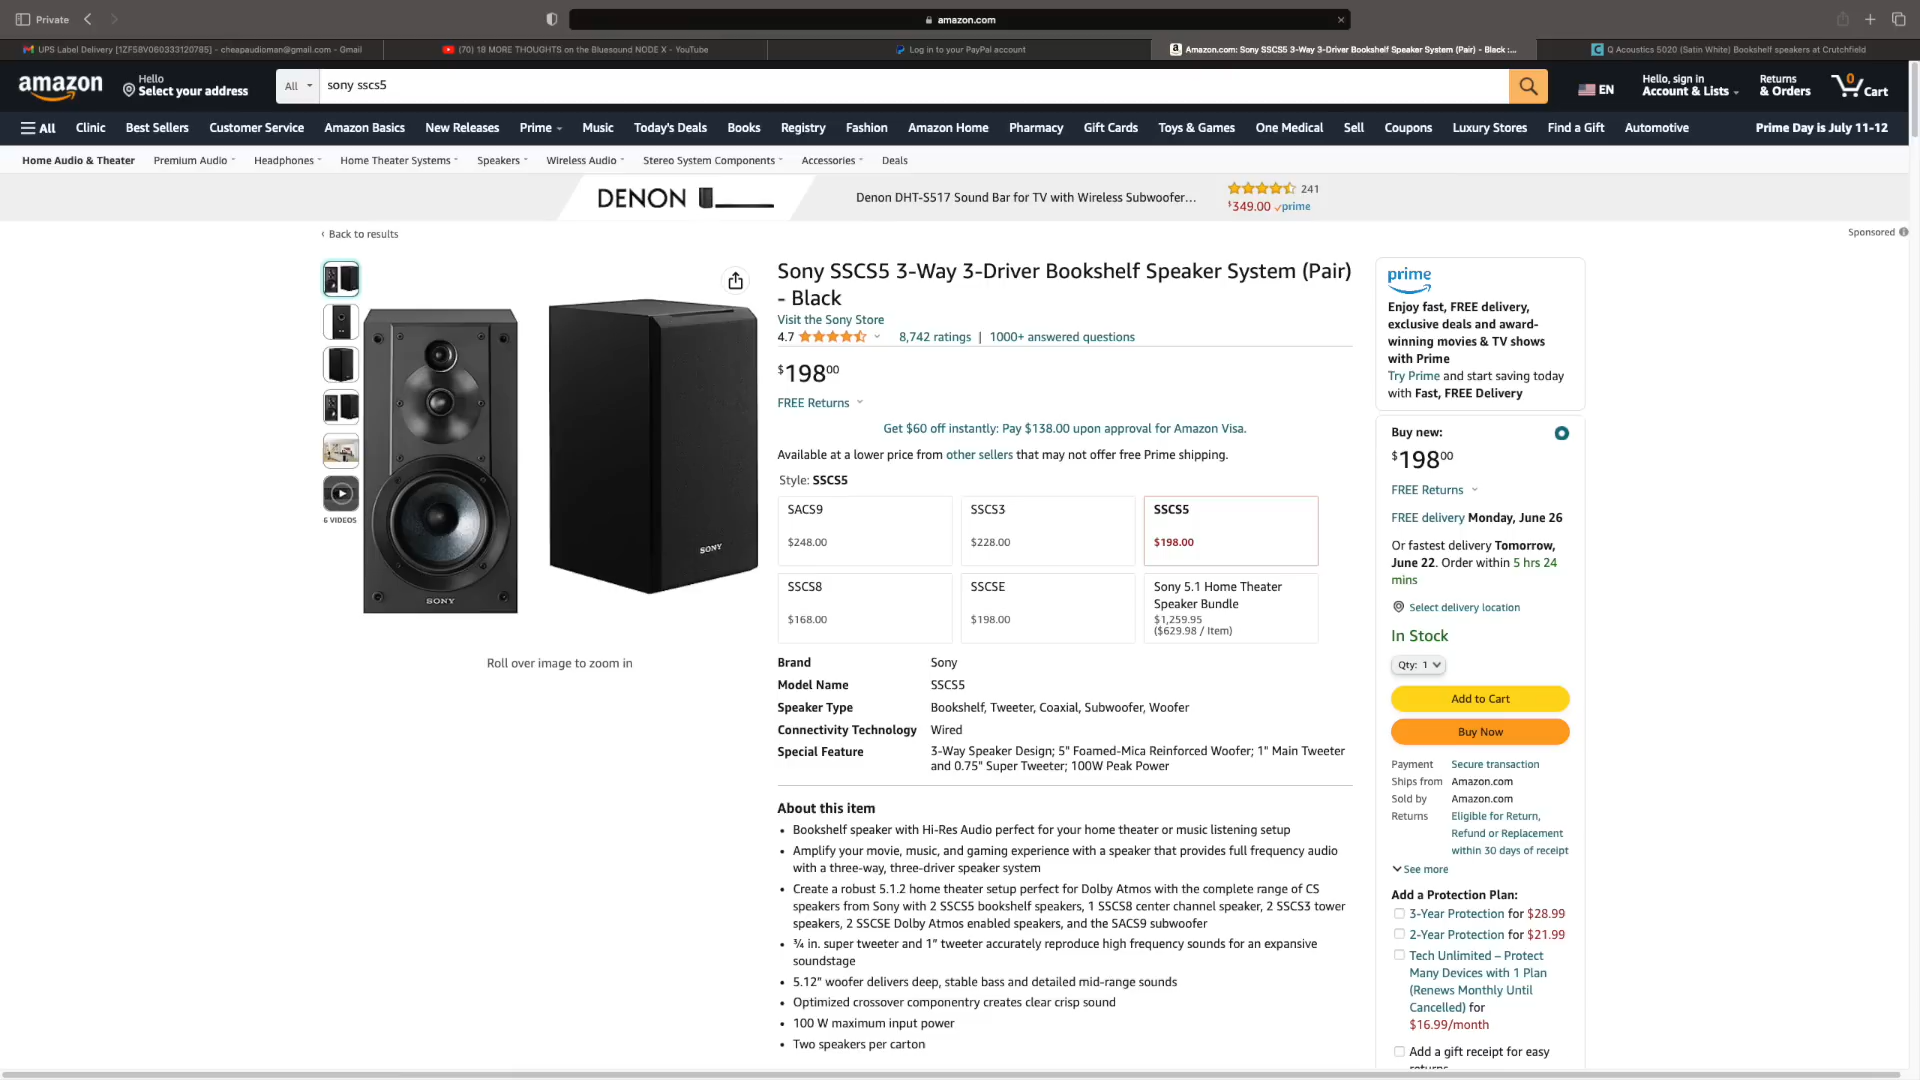 Private
amazon.com
UPS Label Delivery [1ZF58V060333120785] - cheapaudioman@gmail.com - Gmail
(70) 18 MORE THOUGHTS on the Bluesound NODE X - YouTube
Log in to your PayPal account
Amazon.com: Sony SSCS5 3-Way 3-Driver Bookshelf Speaker System (Pair) - Black :...
Q Acoustics 5020 (Satin White) Bookshelf speakers at Crutchfield
amazon
Hello
Select your address
All
sony sscs5
EN
Hello, sign in
Account & Lists
Returns
& Orders
0
Cart
All Clinic Best Sellers Customer Service Amazon Basics New Releases Prime Music Today's Deals Books Registry Fashion Amazon Home Pharmacy Gift Cards Toys & Games One Medical Sell Coupons Luxury Stores Find a Gift Automotive Prime Day is July 11-12
Home Audio & Theater Premium Audio Headphones Home Theater Systems Speakers Wireless Audio Stereo System Components Accessories Deals
DENON
Denon DHT-S517 Sound Bar for TV with Wireless Subwoofer...
241
$349.00 prime
Sponsored
‹ Back to results
6 VIDEOS
SONY
SONY
Roll over image to zoom in
Sony SSCS5 3-Way 3-Driver Bookshelf Speaker System (Pair)
- Black
Visit the Sony Store
4.7
8,742 ratings | 1000+ answered questions
$19800
FREE Returns
Get $60 off instantly: Pay $138.00 upon approval for Amazon Visa.
Available at a lower price from other sellers that may not offer free Prime shipping.
Style: SSCS5
SACS9
$248.00
SSCS3
$228.00
SSCS5
$198.00
SSCS8
$168.00
SSCSE
$198.00
Sony 5.1 Home Theater
Speaker Bundle
$1,259.95
($629.98 / Item)
Brand Sony
Model Name SSCS5
Speaker Type Bookshelf, Tweeter, Coaxial, Subwoofer, Woofer
Connectivity Technology Wired
Special Feature 3-Way Speaker Design; 5" Foamed-Mica Reinforced Woofer; 1" Main Tweeter
and 0.75" Super Tweeter; 100W Peak Power
About this item
• Bookshelf speaker with Hi-Res Audio perfect for your home theater or music listening setup
• Amplify your movie, music, and gaming experience with a speaker that provides full frequency audio
with a three-way, three-driver speaker system
• Create a robust 5.1.2 home theater setup perfect for Dolby Atmos with the complete range of CS
speakers from Sony with 2 SSCS5 bookshelf speakers, 1 SSCS8 center channel speaker, 2 SSCS3 tower
speakers, 2 SSCSE Dolby Atmos enabled speakers, and the SACS9 subwoofer
• ¾ in. super tweeter and 1” tweeter accurately reproduce high frequency sounds for an expansive
soundstage
• 5.12” woofer delivers deep, stable bass and detailed mid-range sounds
• Optimized crossover componentry creates clear crisp sound
• 100 W maximum input power
• Two speakers per carton
prime
Enjoy fast, FREE delivery,
exclusive deals and award-
winning movies & TV shows
with Prime
Try Prime and start saving today
with Fast, FREE Delivery
Buy new:
$19800
FREE Returns
FREE delivery Monday, June 26
Or fastest delivery Tomorrow,
June 22. Order within 5 hrs 24
mins
Select delivery location
In Stock
Qty: 1
Add to Cart
Buy Now
Payment Secure transaction
Ships from Amazon.com
Sold by Amazon.com
Returns Eligible for Return,
Refund or Replacement
within 30 days of receipt
See more
Add a Protection Plan:
3-Year Protection for $28.99
2-Year Protection for $21.99
Tech Unlimited – Protect
Many Devices with 1 Plan
(Renews Monthly Until
Cancelled) for
$16.99/month
Add a gift receipt for easy
returns